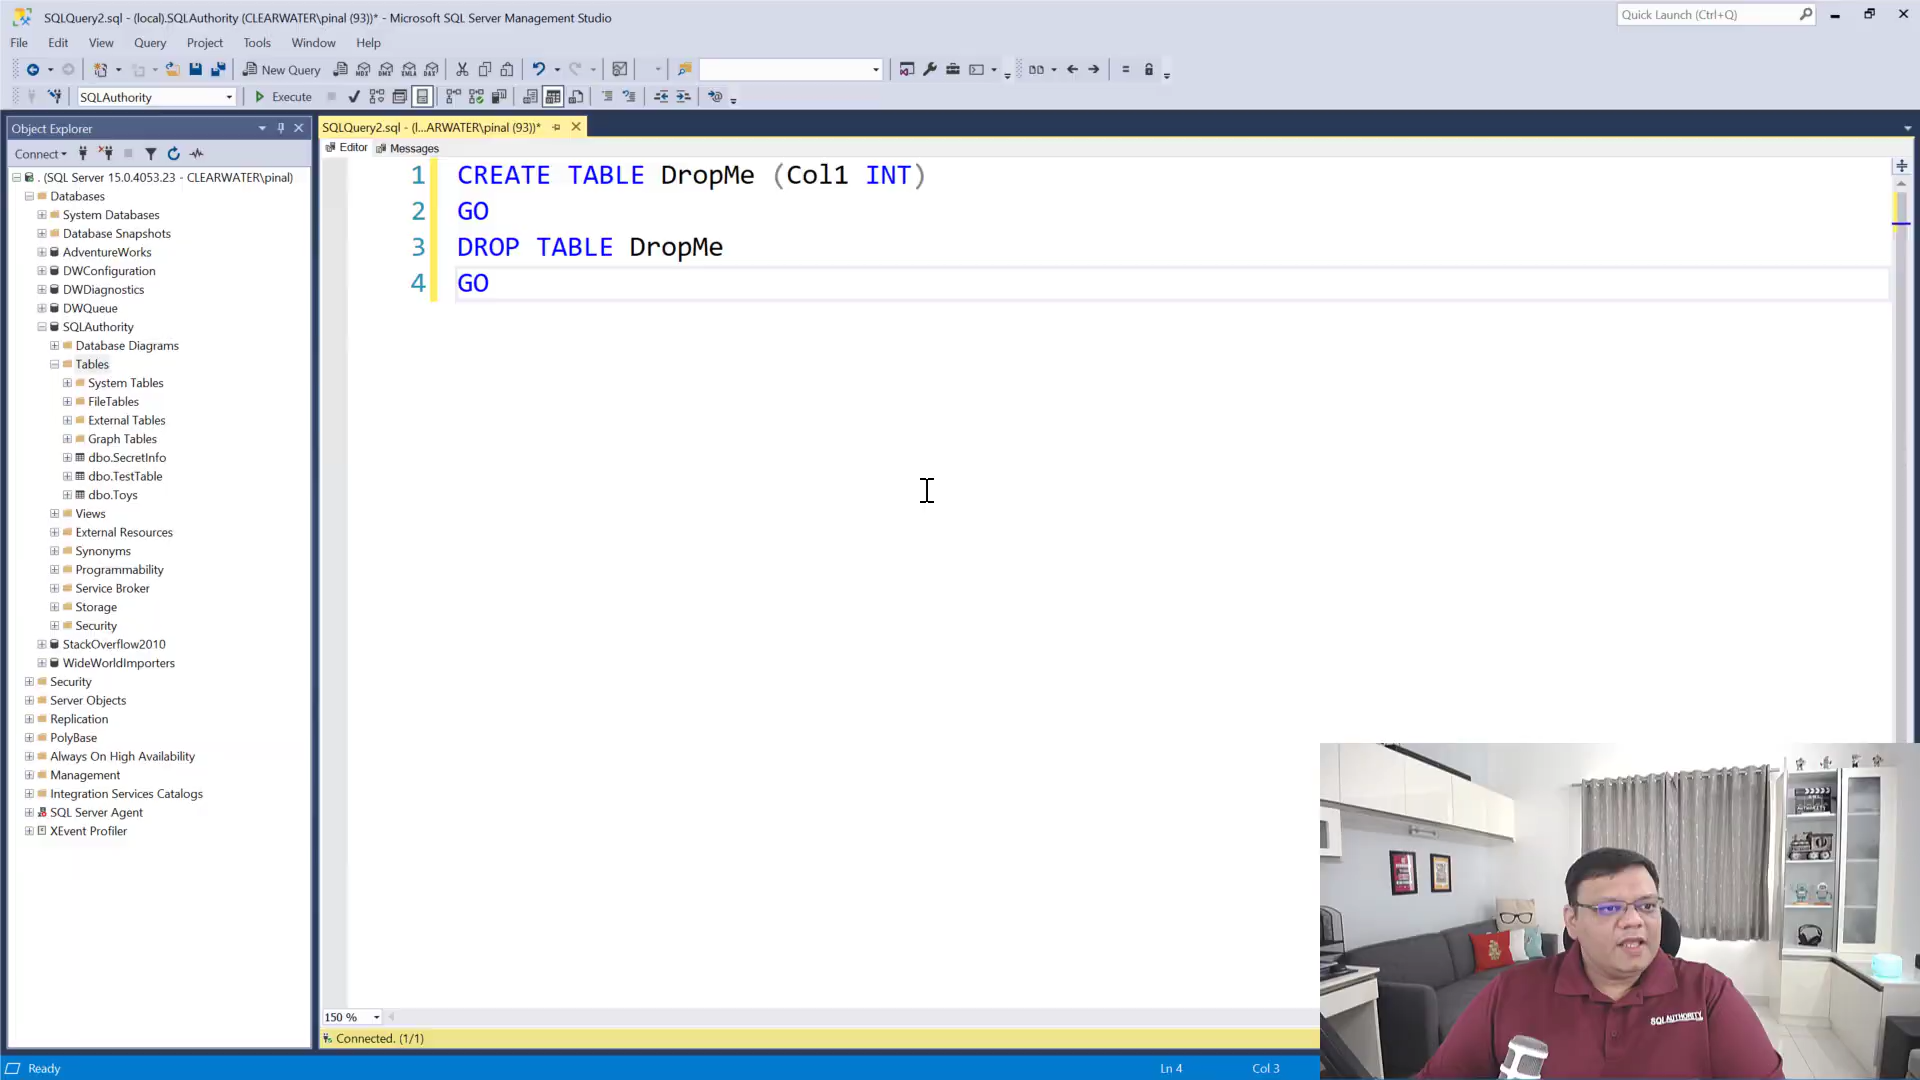 SQLQuery2.sql - (local).SQLAuthority (CLEARWATER\pinal (93))* - Microsoft SQL Server Management Studio
Quick Launch (Ctrl+Q)
File Edit View Query Project Tools Window Help
New Query
SQLAuthority
Execute
Object Explorer
SQLQuery2.sql - (l...ARWATER\pinal (93))*
Connect
Editor
Messages
. (SQL Server 15.0.4053.23 - CLEARWATER\pinal)
Databases
System Databases
Database Snapshots
AdventureWorks
DWConfiguration
DWDiagnostics
DWQueue
SQLAuthority
Database Diagrams
Tables
System Tables
FileTables
External Tables
Graph Tables
dbo.SecretInfo
dbo.TestTable
dbo.Toys
Views
External Resources
Synonyms
Programmability
Service Broker
Storage
Security
StackOverflow2010
WideWorldImporters
Security
Server Objects
Replication
PolyBase
Always On High Availability
Management
Integration Services Catalogs
SQL Server Agent
XEvent Profiler
1 CREATE TABLE DropMe (Col1 INT)
2 GO
3 DROP TABLE DropMe
4 GO
150 %
Connected. (1/1)
Ready
Ln 4
Col 3
SQLAUTHORITY